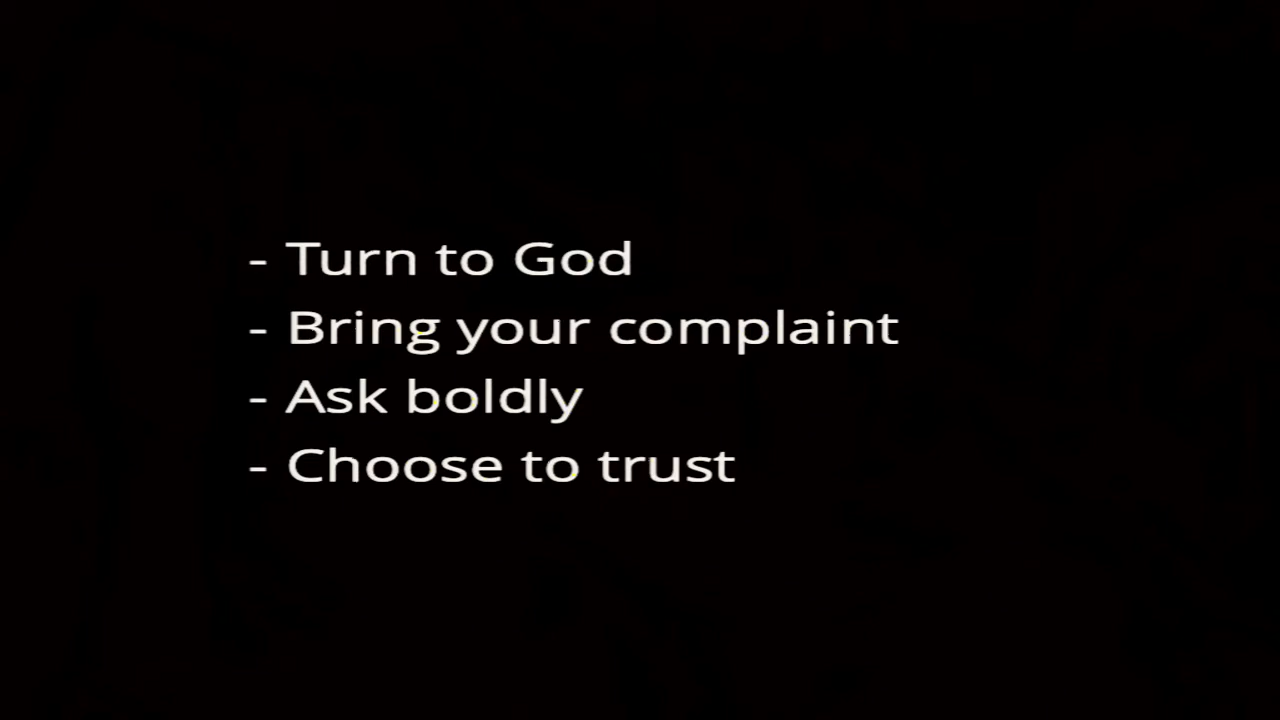 - Turn to God
- Bring your complaint
- Ask boldly
- Choose to trust